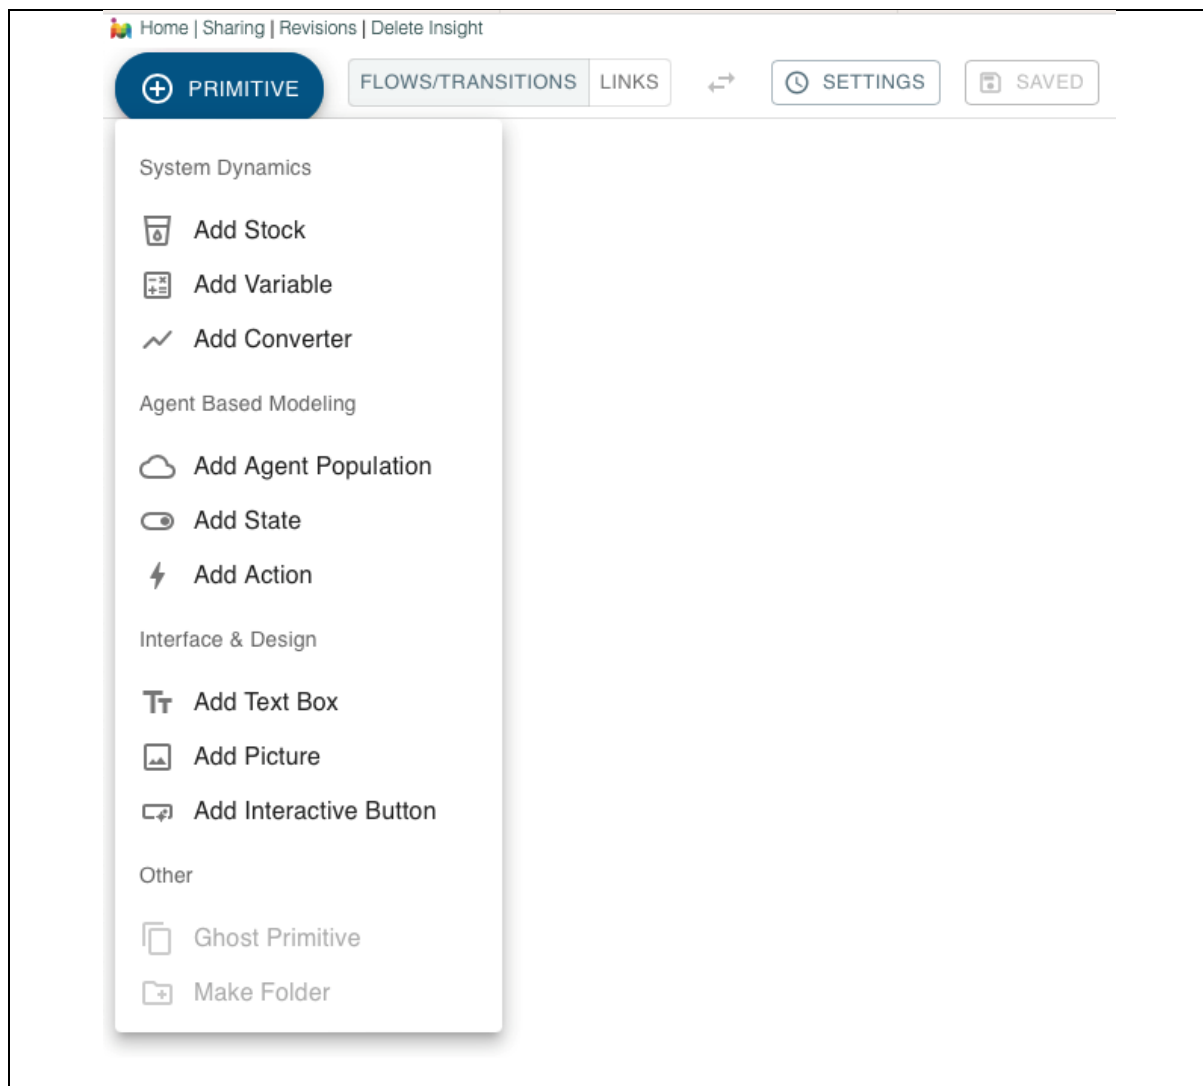 Home | Sharing | Revisions | Delete Insight
PRIMITIVE FLOWS/TRANSITIONS LINKS SETTINGS SAVED
System Dynamics
Add Stock
Add Variable
Add Converter
Agent Based Modeling
Add Agent Population
Add State
Add Action
Interface & Design
Add Text Box
Add Picture
Add Interactive Button
Other
Ghost Primitive
Make Folder